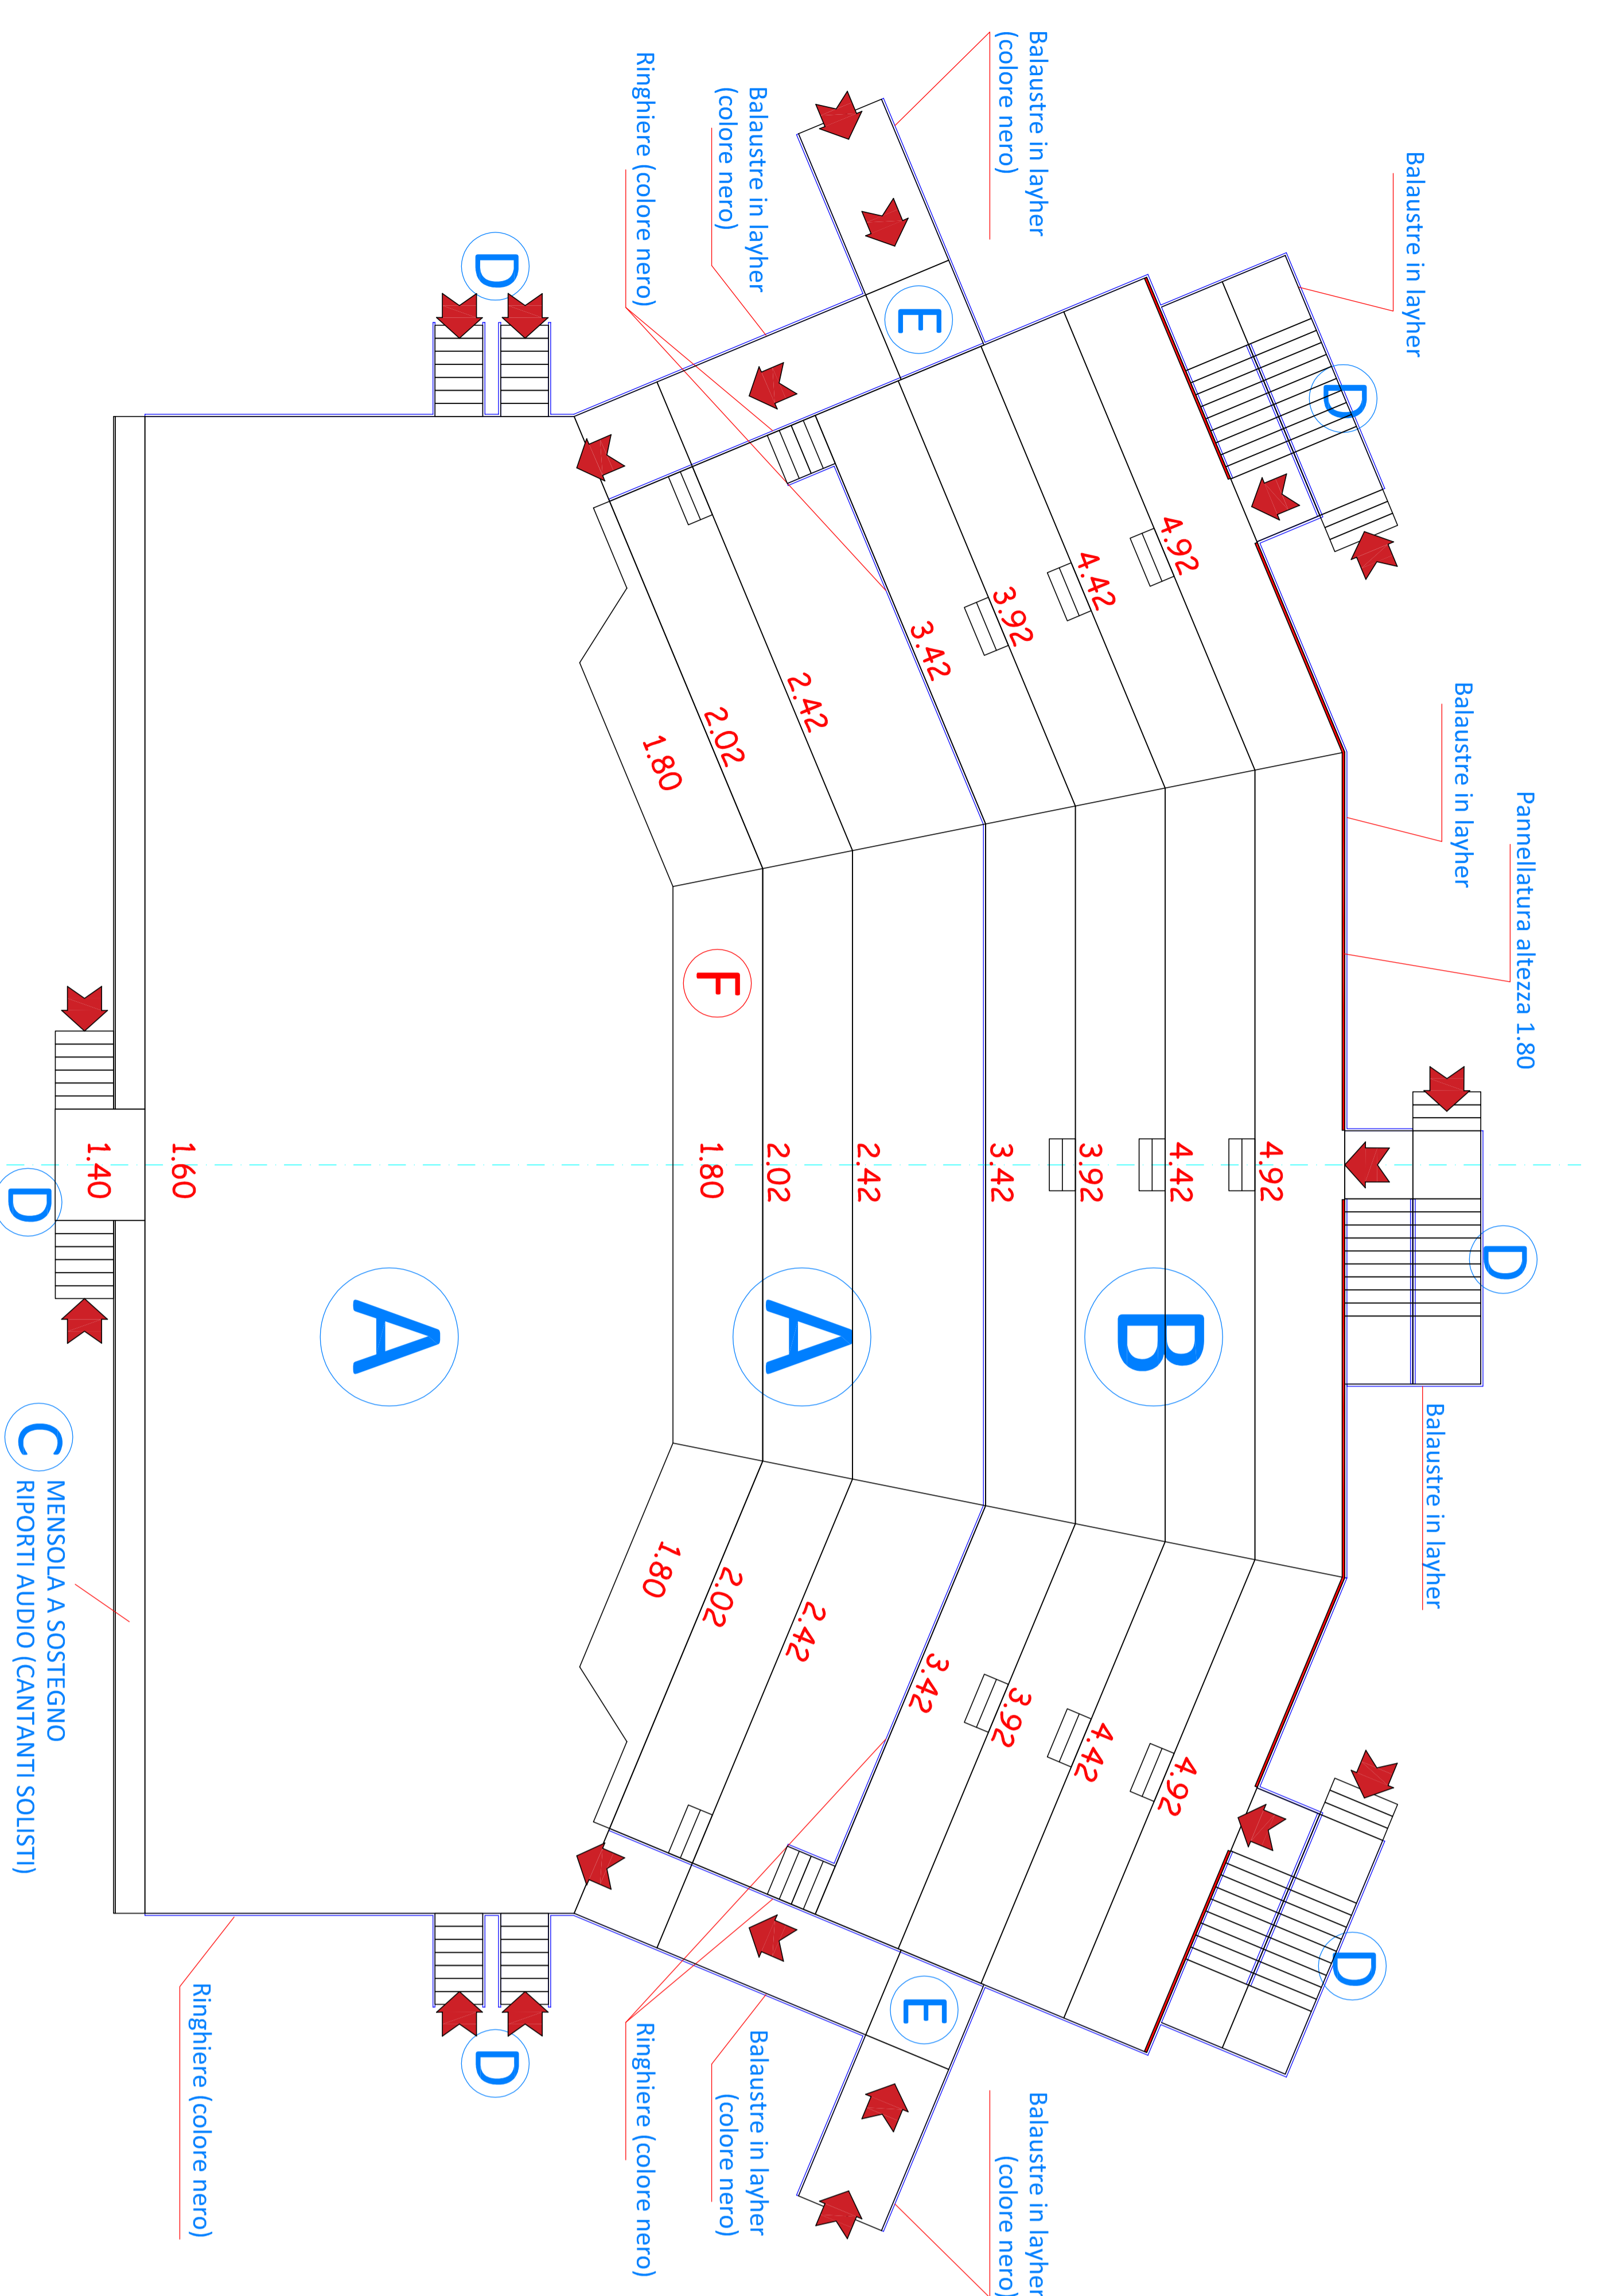 Balaustre in layher
Pannellatura altezza 1.80
D
Balaustre in layher
D
Balaustre in layher
D
Balaustre in layher
(colore nero)
4.92
4.92
4.92
4.42
4.42
4.42
B
3.92
3.92
3.92
3.42
3.42
3.42
Balaustre in layher
(colore nero)
E
E
Balaustre in layher
(colore nero)
2.42
2.42
2.42
A
2.02
2.02
2.02
Balaustre in layher
(colore nero)
Ringhiere (colore nero)
1.80
F
1.80
1.80
Ringhiere (colore nero)
D
D
A
Ringhiere (colore nero)
1.60
1.40
D
C
MENSOLA A SOSTEGNO
RIPORTI AUDIO (CANTANTI SOLISTI)